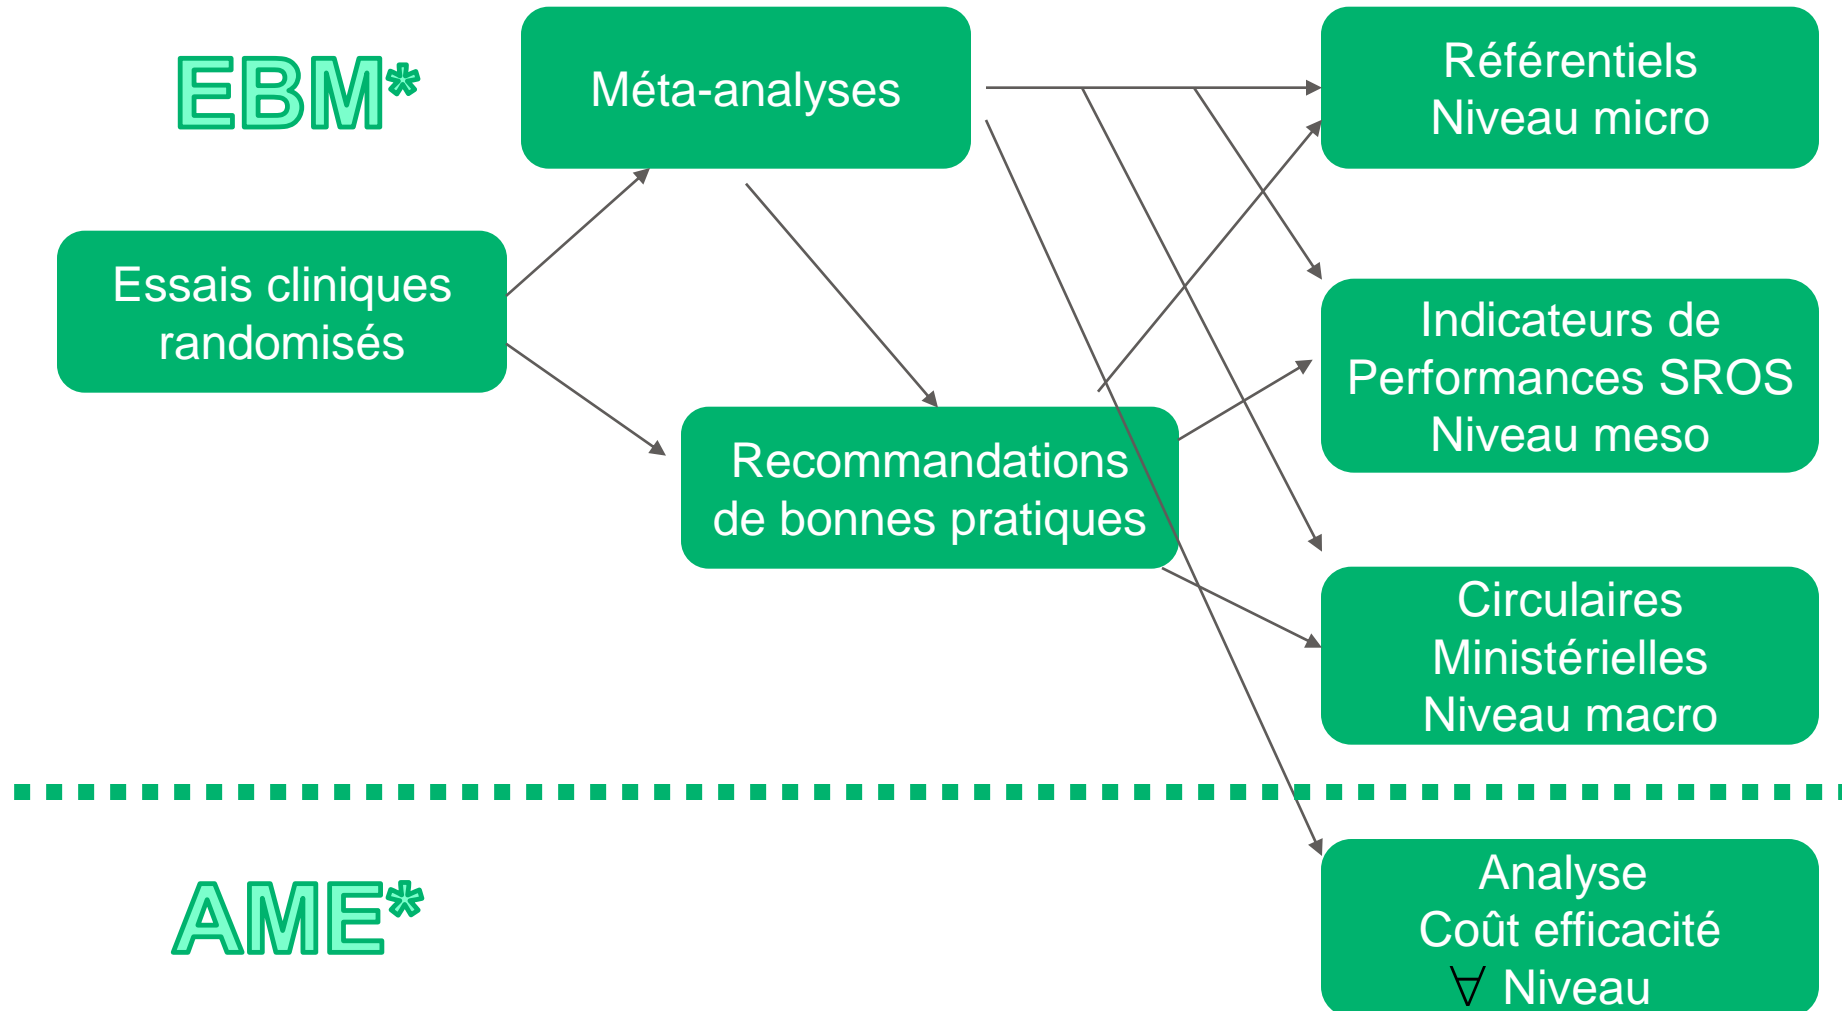 EBM*
Méta-analyses
Référentiels
Niveau micro
Essais cliniques
randomisés
Indicateurs de
Performances SROS
Niveau meso
Recommandations
de bonnes pratiques
Circulaires
Ministérielles
Niveau macro
AME*
Analyse
Coût efficacité
∀ Niveau